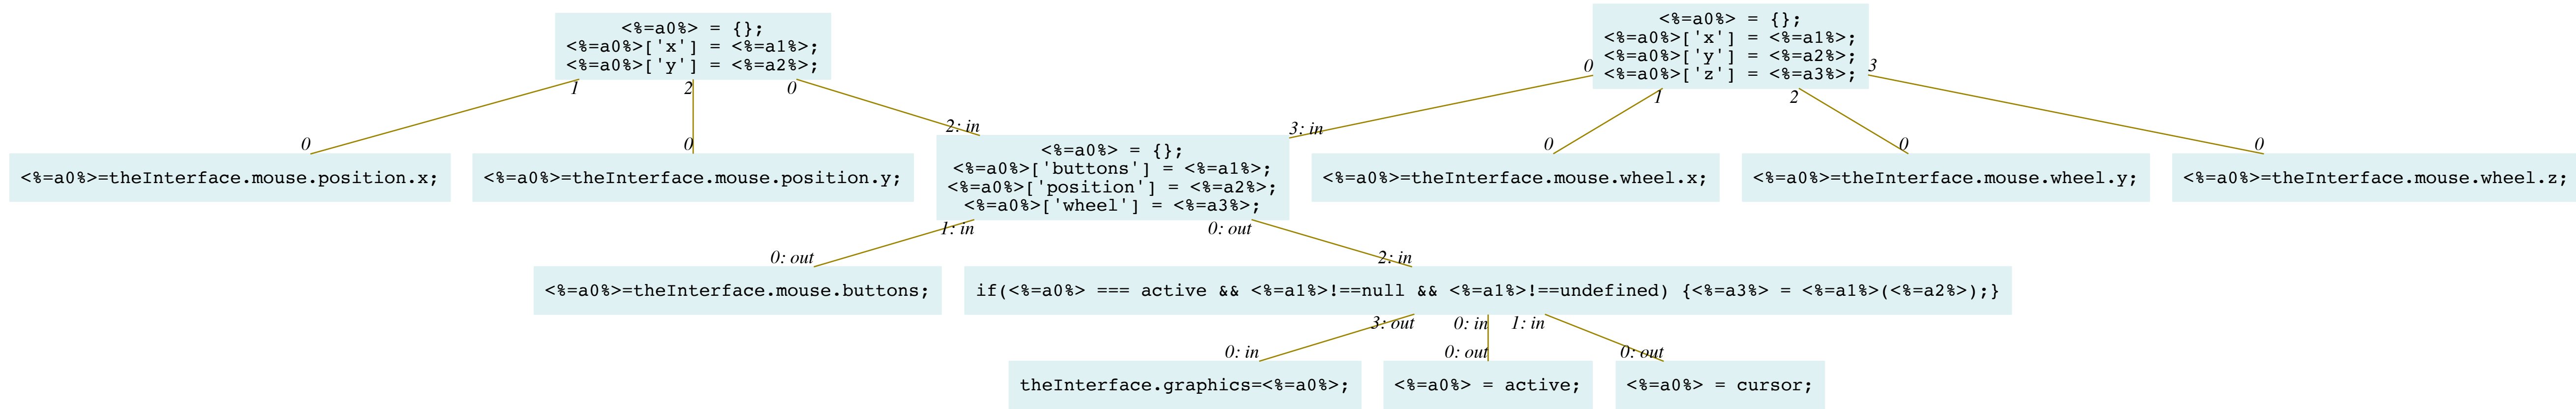 <%=a0%> = {};
<%=a0%>['x'] = <%=a1%>;
<%=a0%>['y'] = <%=a2%>;
<%=a0%> = {};
<%=a0%>['x'] = <%=a1%>;
<%=a0%>['y'] = <%=a2%>;
<%=a0%>['z'] = <%=a3%>;
1
2
0
0
1
2
3
0
0
2: in
3: in
0
0
0
<%=a0%>=theInterface.mouse.position.x;
<%=a0%>=theInterface.mouse.position.y;
<%=a0%> = {};
<%=a0%>['buttons'] = <%=a1%>;
<%=a0%>['position'] = <%=a2%>;
<%=a0%>['wheel'] = <%=a3%>;
<%=a0%>=theInterface.mouse.wheel.x;
<%=a0%>=theInterface.mouse.wheel.y;
<%=a0%>=theInterface.mouse.wheel.z;
1: in
0: out
0: out
2: in
<%=a0%>=theInterface.mouse.buttons;
if(<%=a0%> === active && <%=a1%>!==null && <%=a1%>!==undefined) {<%=a3%> = <%=a1%>(<%=a2%>);}
3: out
0: in
1: in
0: in
0: out
0: out
theInterface.graphics=<%=a0%>;
<%=a0%> = active;
<%=a0%> = cursor;